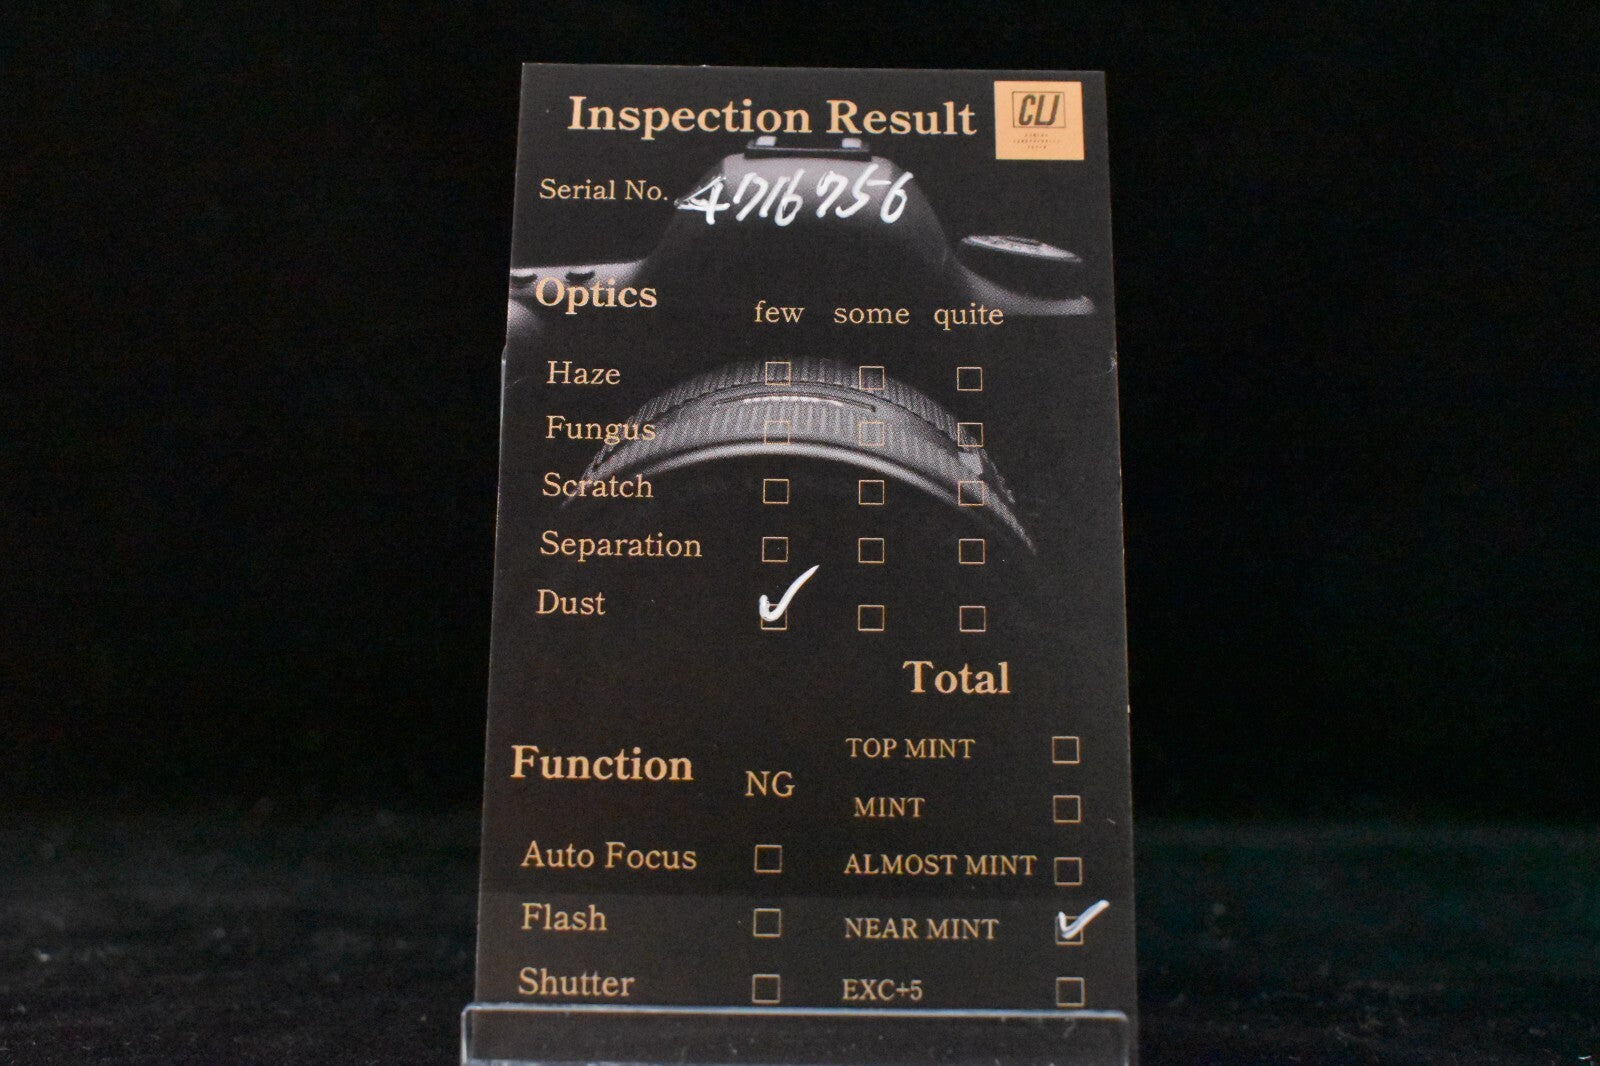 Inspection Result
CLJ
Serial No. 4716756
Optics
few some quite
Haze
Fungus
Scratch
Separation
Dust ✓
Total
TOP MINT
Function NG
MINT
Auto Focus
ALMOST MINT
Flash
NEAR MINT ✓
Shutter
EXC+5